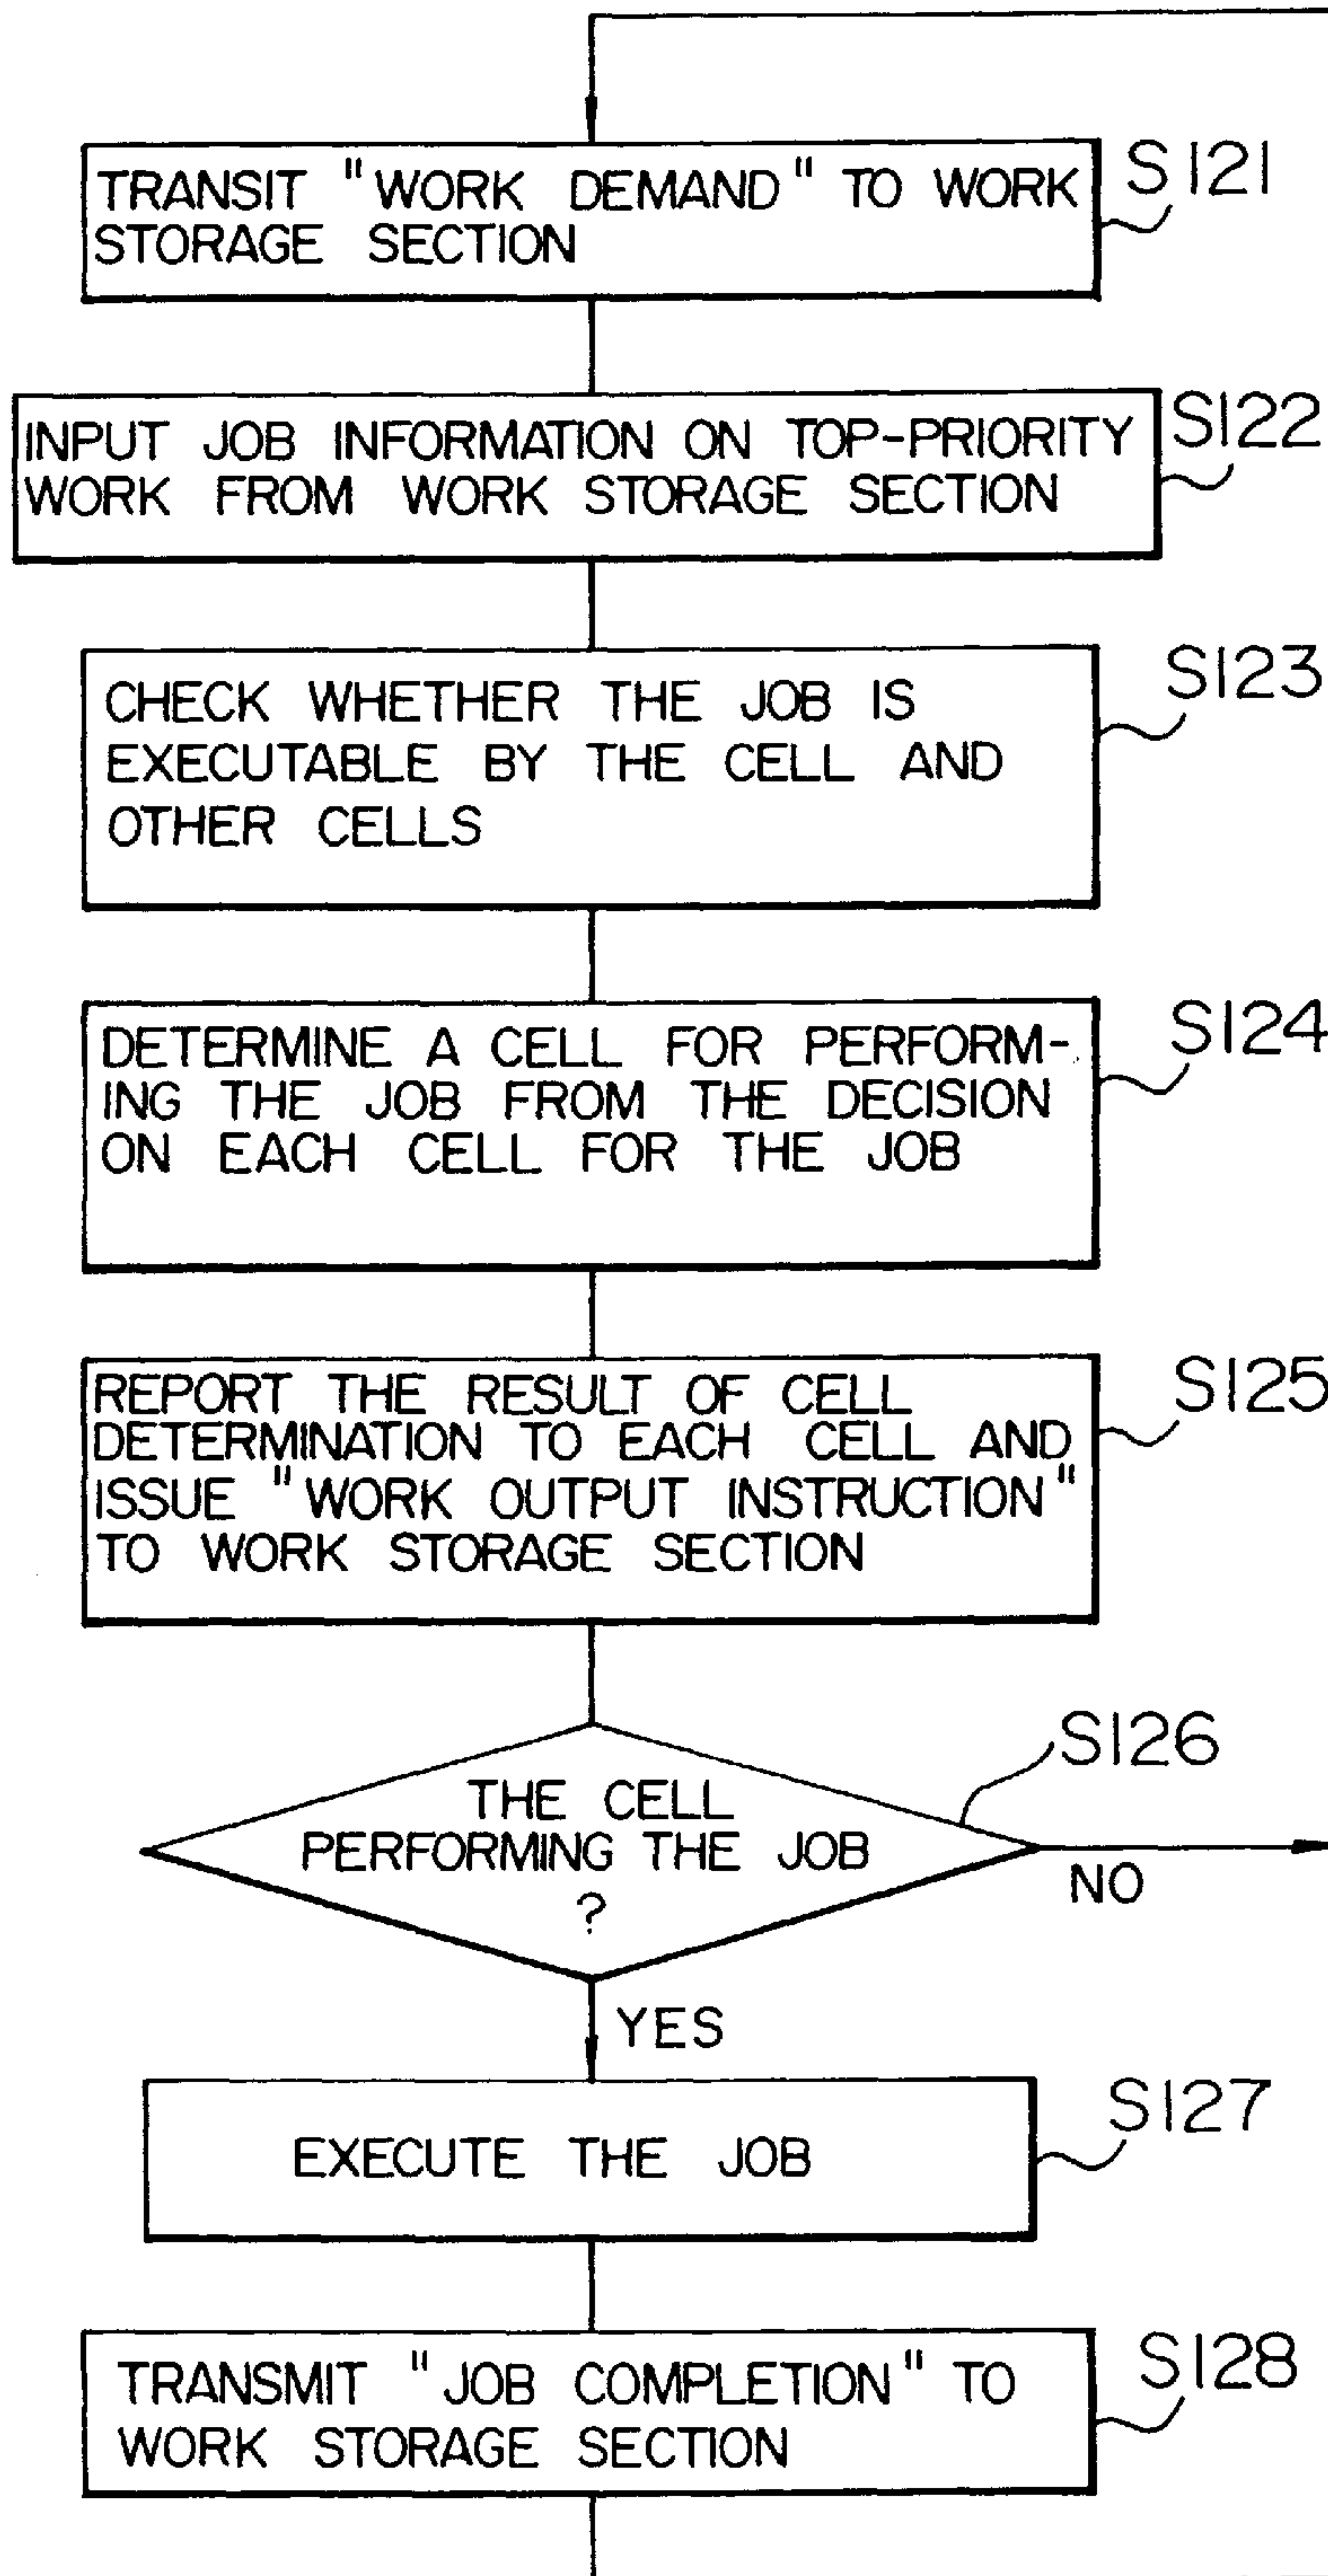 TRANSIT "WORK DEMAND" TO WORK
STORAGE SECTION
S121
INPUT JOB INFORMATION ON TOP-PRIORITY
WORK FROM WORK STORAGE SECTION
S122
CHECK WHETHER THE JOB IS
EXECUTABLE BY THE CELL AND
OTHER CELLS
S123
DETERMINE A CELL FOR PERFORM-
ING THE JOB FROM THE DECISION
ON EACH CELL FOR THE JOB
S124
REPORT THE RESULT OF CELL
DETERMINATION TO EACH CELL AND
ISSUE "WORK OUTPUT INSTRUCTION"
TO WORK STORAGE SECTION
S125
THE CELL
PERFORMING THE JOB
?
S126
NO
YES
EXECUTE THE JOB
S127
TRANSMIT "JOB COMPLETION" TO
WORK STORAGE SECTION
S128